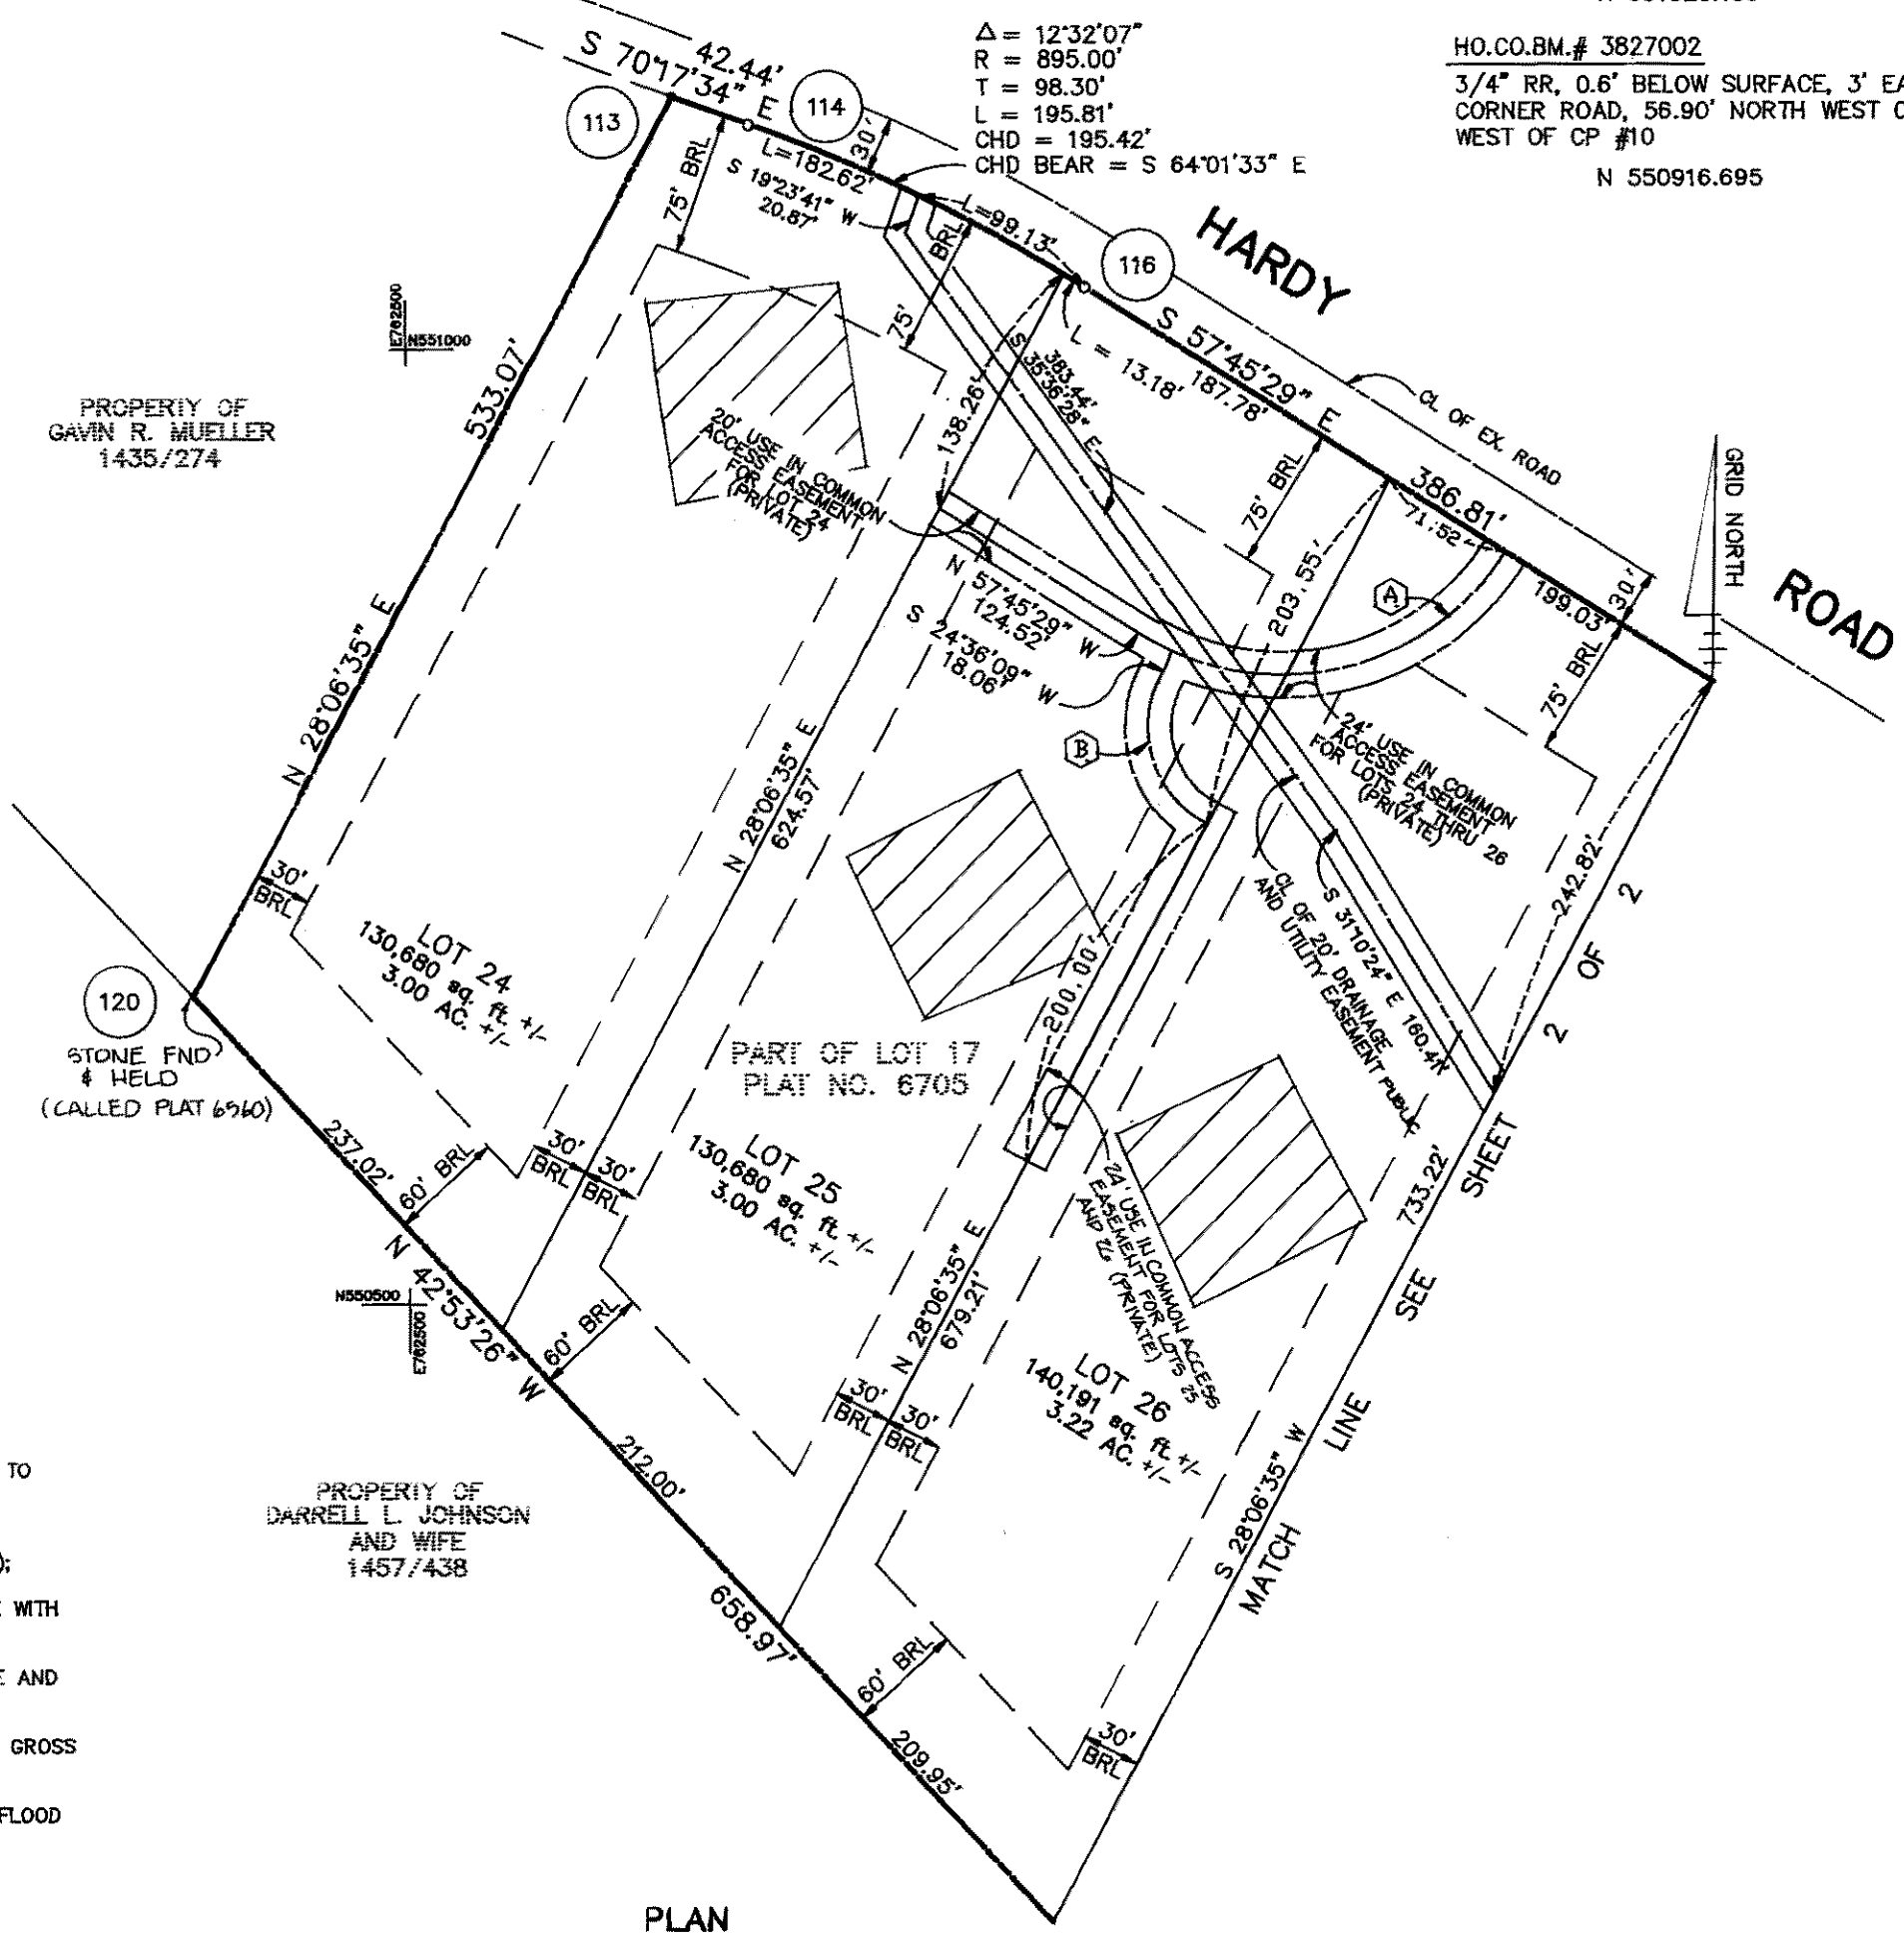 Δ = 12°32'07"
R = 895.00'
T = 98.30'
L = 195.81'
CHD = 195.42'
CHD BEAR = S 64°01'33" E
HO.CO.BM.# 3827002
3/4" RR, 0.6' BELOW SURFACE, 3' EA
CORNER ROAD, 56.90' NORTH WEST O
WEST OF CP #10
N 550916.695
42.44'
S 70°17'34" E
113
114
30'
L=182.62'
S 19°23'41" W
20.87'
75' BRL
L=99.13'
75'
BRL
116
HARDY
ROAD
S 57°45'29" E
187.78'
L = 13.18'
386.81'
71.52
CL OF EX. ROAD
GRID NORTH
199.03'
30'
75' BRL
75' BRL
E762500
N551000
PROPERTY OF
GAVIN R. MUELLER
1435/274
533.07'
N 28°06'35" E
138.26'
383.44'
S 35°36'28" E
20' USE IN COMMON
ACCESS EASEMENT
FOR LOT 24
(PRIVATE)
N 57°45'29" W
124.52'
S 24°36'09" W
18.06'
203.55'
A
B
24' USE IN COMMON
ACCESS EASEMENT
FOR LOTS 24 THRU 26
(PRIVATE)
CL OF 20' DRAINAGE
AND UTILITY EASEMENT PUBLIC
S 31°10'24" E 160.41'
242.82'
N 28°06'35" E
624.57'
30'
BRL
LOT 24
130,680 sq. ft. +/-
3.00 AC. +/-
120
STONE FND
& HELD
(CALLED PLAT 6560)
PART OF LOT 17
PLAT NO. 6705
200.00'
LOT 25
130,680 sq. ft. +/-
3.00 AC. +/-
237.02'
60' BRL
30'
BRL
30'
BRL
24' USE IN COMMON ACCESS
EASEMENT FOR LOTS 25
AND 26 (PRIVATE)
N 28°06'35" E
679.21'
N550500
E762500
N 42°53'26" W
60' BRL
30'
BRL
30'
BRL
LOT 26
140,191 sq. ft. +/-
3.22 AC. +/-
733.22'
S 28°06'35" W
MATCH LINE SEE SHEET 2 OF 2
212.00'
PROPERTY OF
DARRELL L. JOHNSON
AND WIFE
1457/438
658.97'
60' BRL
209.95'
30'
BRL
TO
);
WITH
E AND
GROSS
FLOOD
PLAN